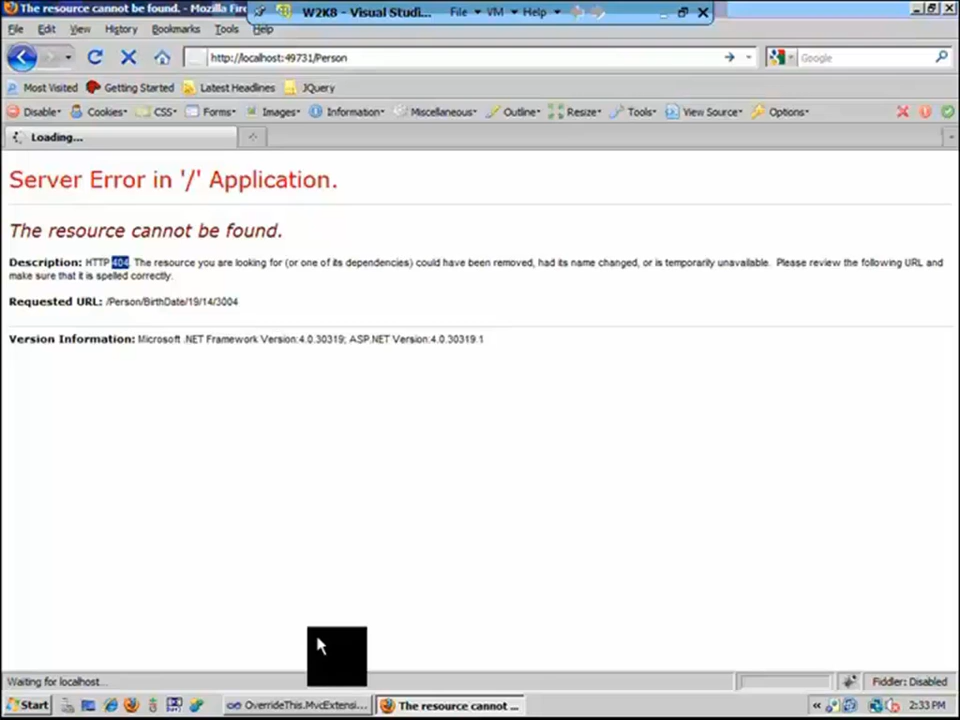 The resource cannot be found. - Mozilla Fire
W2K8 - Visual Studi... File VM Help
File Edit View History Bookmarks Tools Help
http://localhost:49731/Person Google
Most Visited Getting Started Latest Headlines JQuery
Disable Cookies CSS Forms Images Information Miscellaneous Outline Resize Tools View Source Options
Loading...
Server Error in '/' Application.
The resource cannot be found.
Description: HTTP 404. The resource you are looking for (or one of its dependencies) could have been removed, had its name changed, or is temporarily unavailable. Please review the following URL and
make sure that it is spelled correctly.
Requested URL: /Person/BirthDate/19/14/3004
Version Information: Microsoft .NET Framework Version:4.0.30319; ASP.NET Version:4.0.30319.1
Waiting for localhost... Fiddler: Disabled
Start OverrideThis.MvcExtensi... The resource cannot ... 2:33 PM